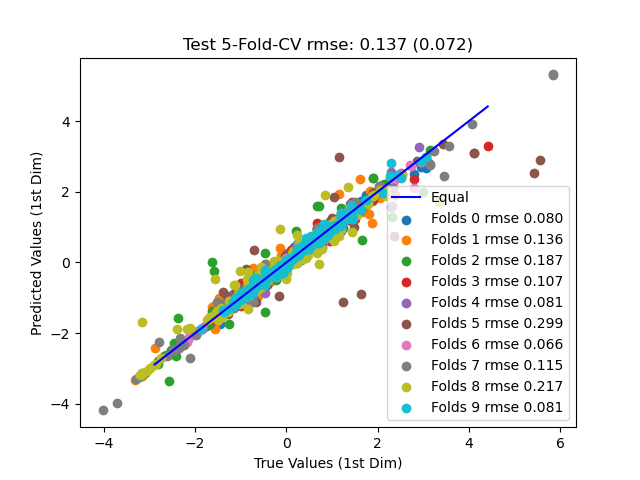 Test 5-Fold-CV rmse: 0.137 (0.072)
Predicted Values (1st Dim)
4
2
0
−2
−4
Equal
Folds 0 rmse 0.080
Folds 1 rmse 0.136
Folds 2 rmse 0.187
Folds 3 rmse 0.107
Folds 4 rmse 0.081
Folds 5 rmse 0.299
Folds 6 rmse 0.066
Folds 7 rmse 0.115
Folds 8 rmse 0.217
Folds 9 rmse 0.081
−4 −2 0 2 4 6
True Values (1st Dim)